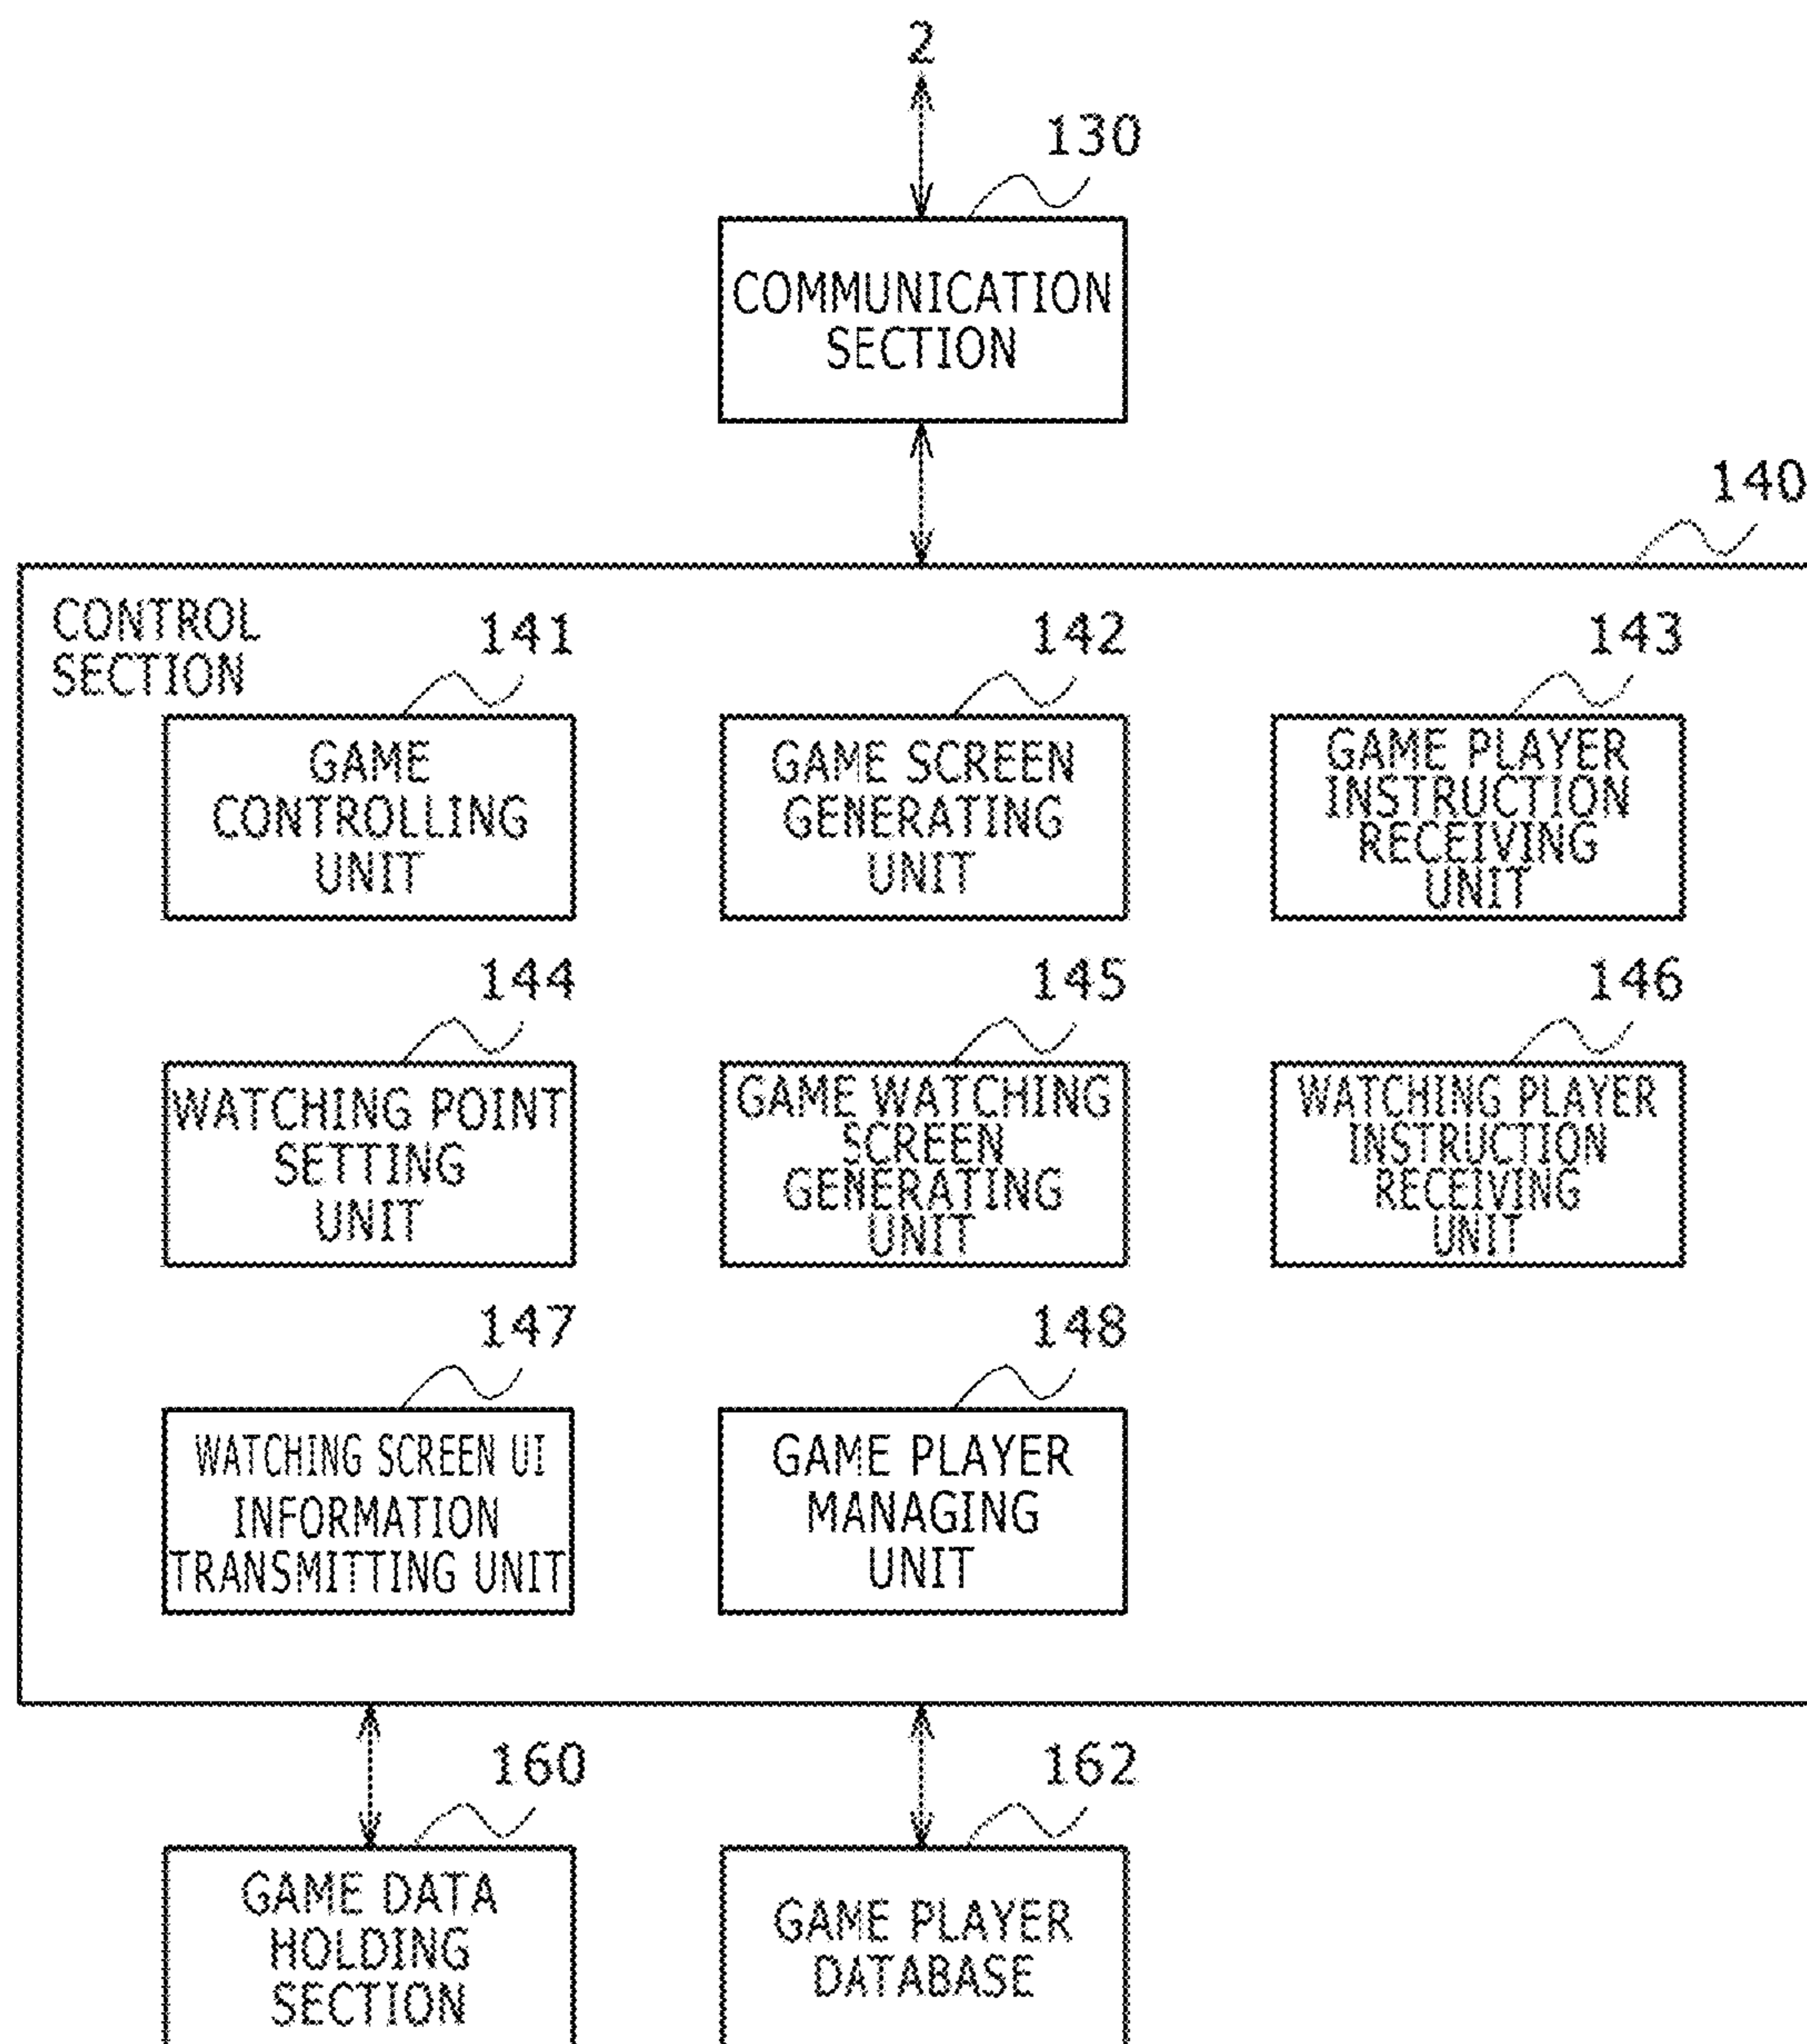 2
130
COMMUNICATION
SECTION
140
CONTROL
SECTION
141
GAME
CONTROLLING
UNIT
142
GAME SCREEN
GENERATING
UNIT
143
GAME PLAYER
INSTRUCTION
RECEIVING
UNIT
144
WATCHING POINT
SETTING
UNIT
145
GAME WATCHING
SCREEN
GENERATING
UNIT
146
WATCHING PLAYER
INSTRUCTION
RECEIVING
UNIT
147
WATCHING SCREEN UI
INFORMATION
TRANSMITTING UNIT
148
GAME PLAYER
MANAGING
UNIT
160
GAME DATA
HOLDING
SECTION
162
GAME PLAYER
DATABASE